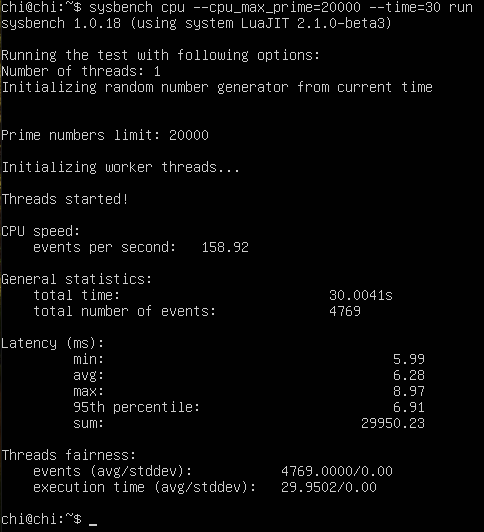 chi@chi:~$ sysbench cpu --cpu_max_prime=20000 --time=30 run
sysbench 1.0.18 (using system LuaJIT 2.1.0-beta3)
Running the test with following options:
Number of threads: 1
Initializing random number generator from current time
Prime numbers limit: 20000
Initializing worker threads...
Threads started!
CPU speed:
events per second: 158.92
General statistics:
total time: 30.0041s
total number of events: 4769
Latency (ms):
min: 5.99
avg: 6.28
max: 8.97
95th percentile: 6.91
sum: 29950.23
Threads fairness:
events (avg/stddev): 4769.0000/0.00
execution time (avg/stddev): 29.9502/0.00
chi@chi:~$ _